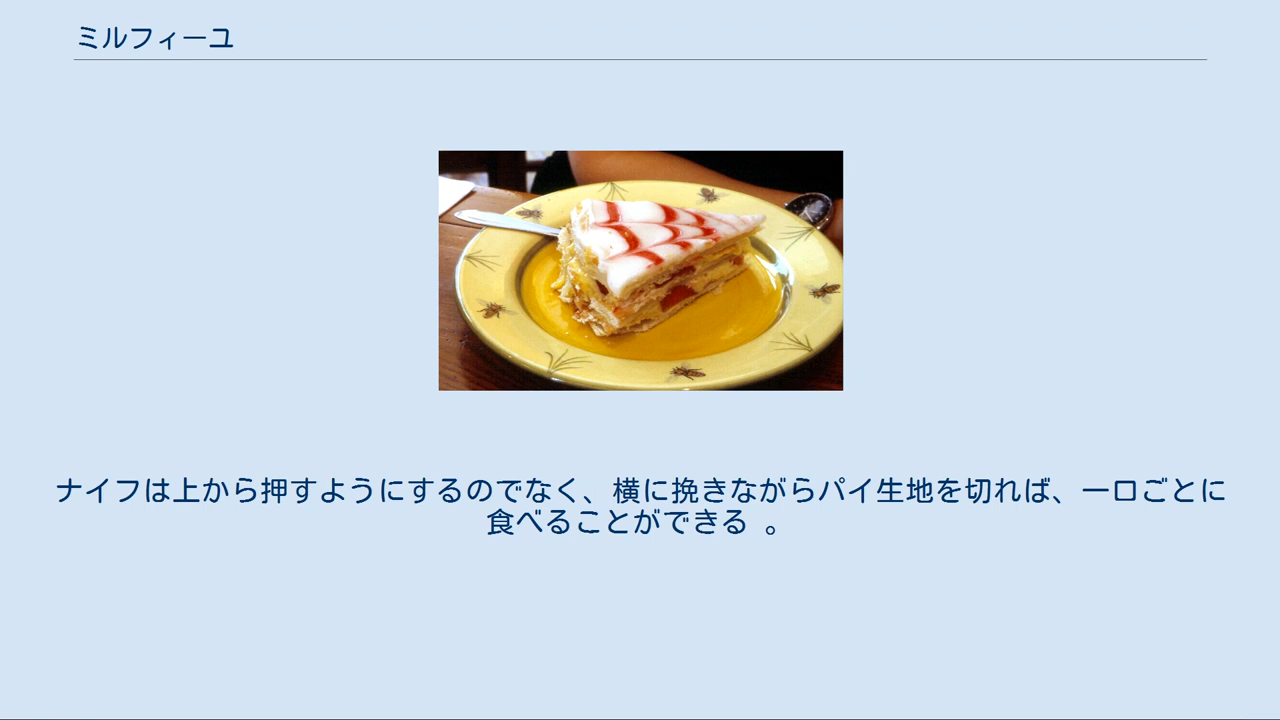 ミルフィーユ
ナイフは上から押すようにするのでなく、横に挽きながらパイ生地を切れば、一口ごとに
食べることができる 。